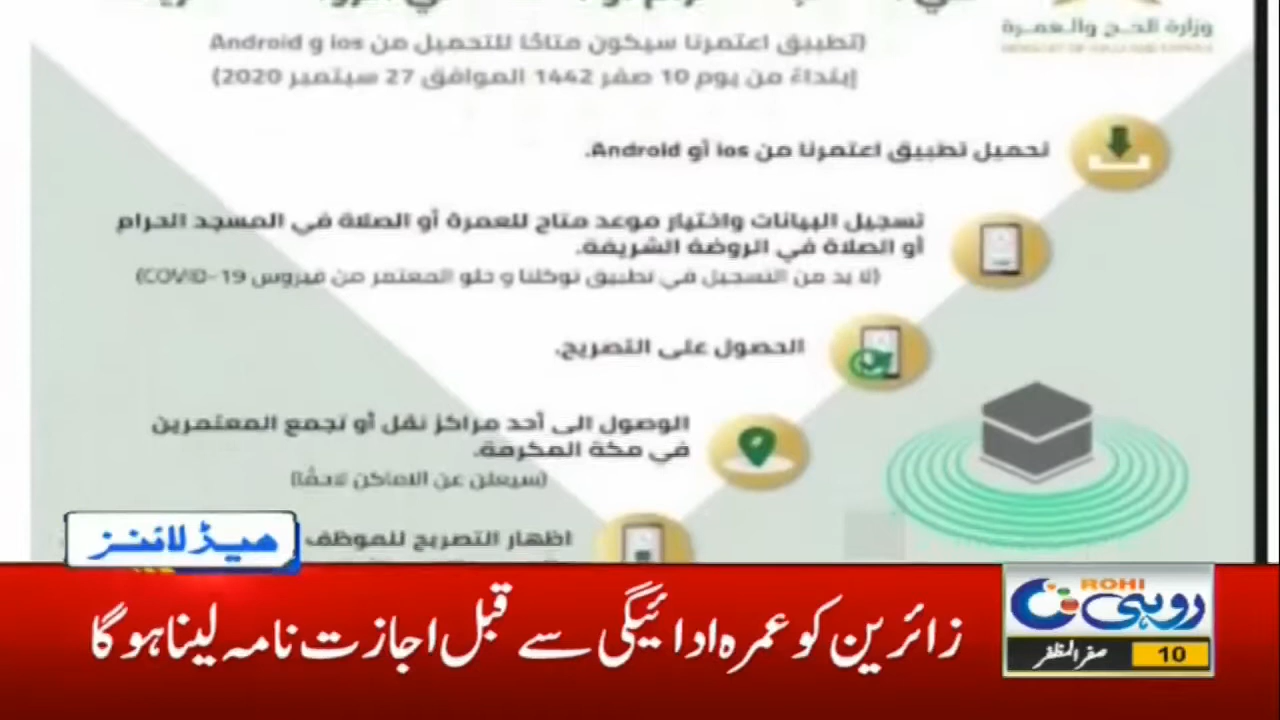 وزارة الحج والعمرة
(تطبيق اعتمرنا سيكون متاحًا للتحميل من ios و Android
إبتداءً من يوم 10 صفر 1442 الموافق 27 سبتمبر 2020)
تحميل تطبيق اعتمرنا من ios أو Android.
تسجيل البيانات واختيار موعد متاح للعمرة أو الصلاة في المسجد الحرام
أو الصلاة في الروضة الشريفة.
(لا بد من التسجيل في تطبيق توكلنا و خلو المعتمر من فيروس COVID-19)
الحصول على التصريح.
الوصول الى أحد مراكز نقل أو تجمع المعتمرين
في مكة المكرمة.
(سيعلن عن الاماكن لاحقًا)
اظهار التصريح للموظف
ہیڈلائنز
زائرین کو عمرہ ادائیگی سے قبل اجازت نامہ لینا ہوگا
ROHI
روہی
صفر المظفر 10